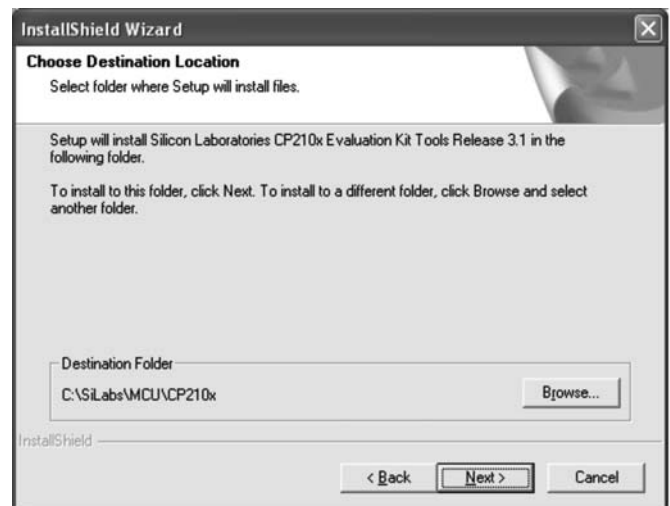 InstallShield Wizard
Choose Destination Location
Select folder where Setup will install files.
Setup will install Silicon Laboratories CP210x Evaluation Kit Tools Release 3.1 in the
following folder.
To install to this folder, click Next. To install to a different folder, click Browse and select
another folder.
Destination Folder
C:\SiLabs\MCU\CP210x
Browse...
InstallShield
< Back
Next >
Cancel